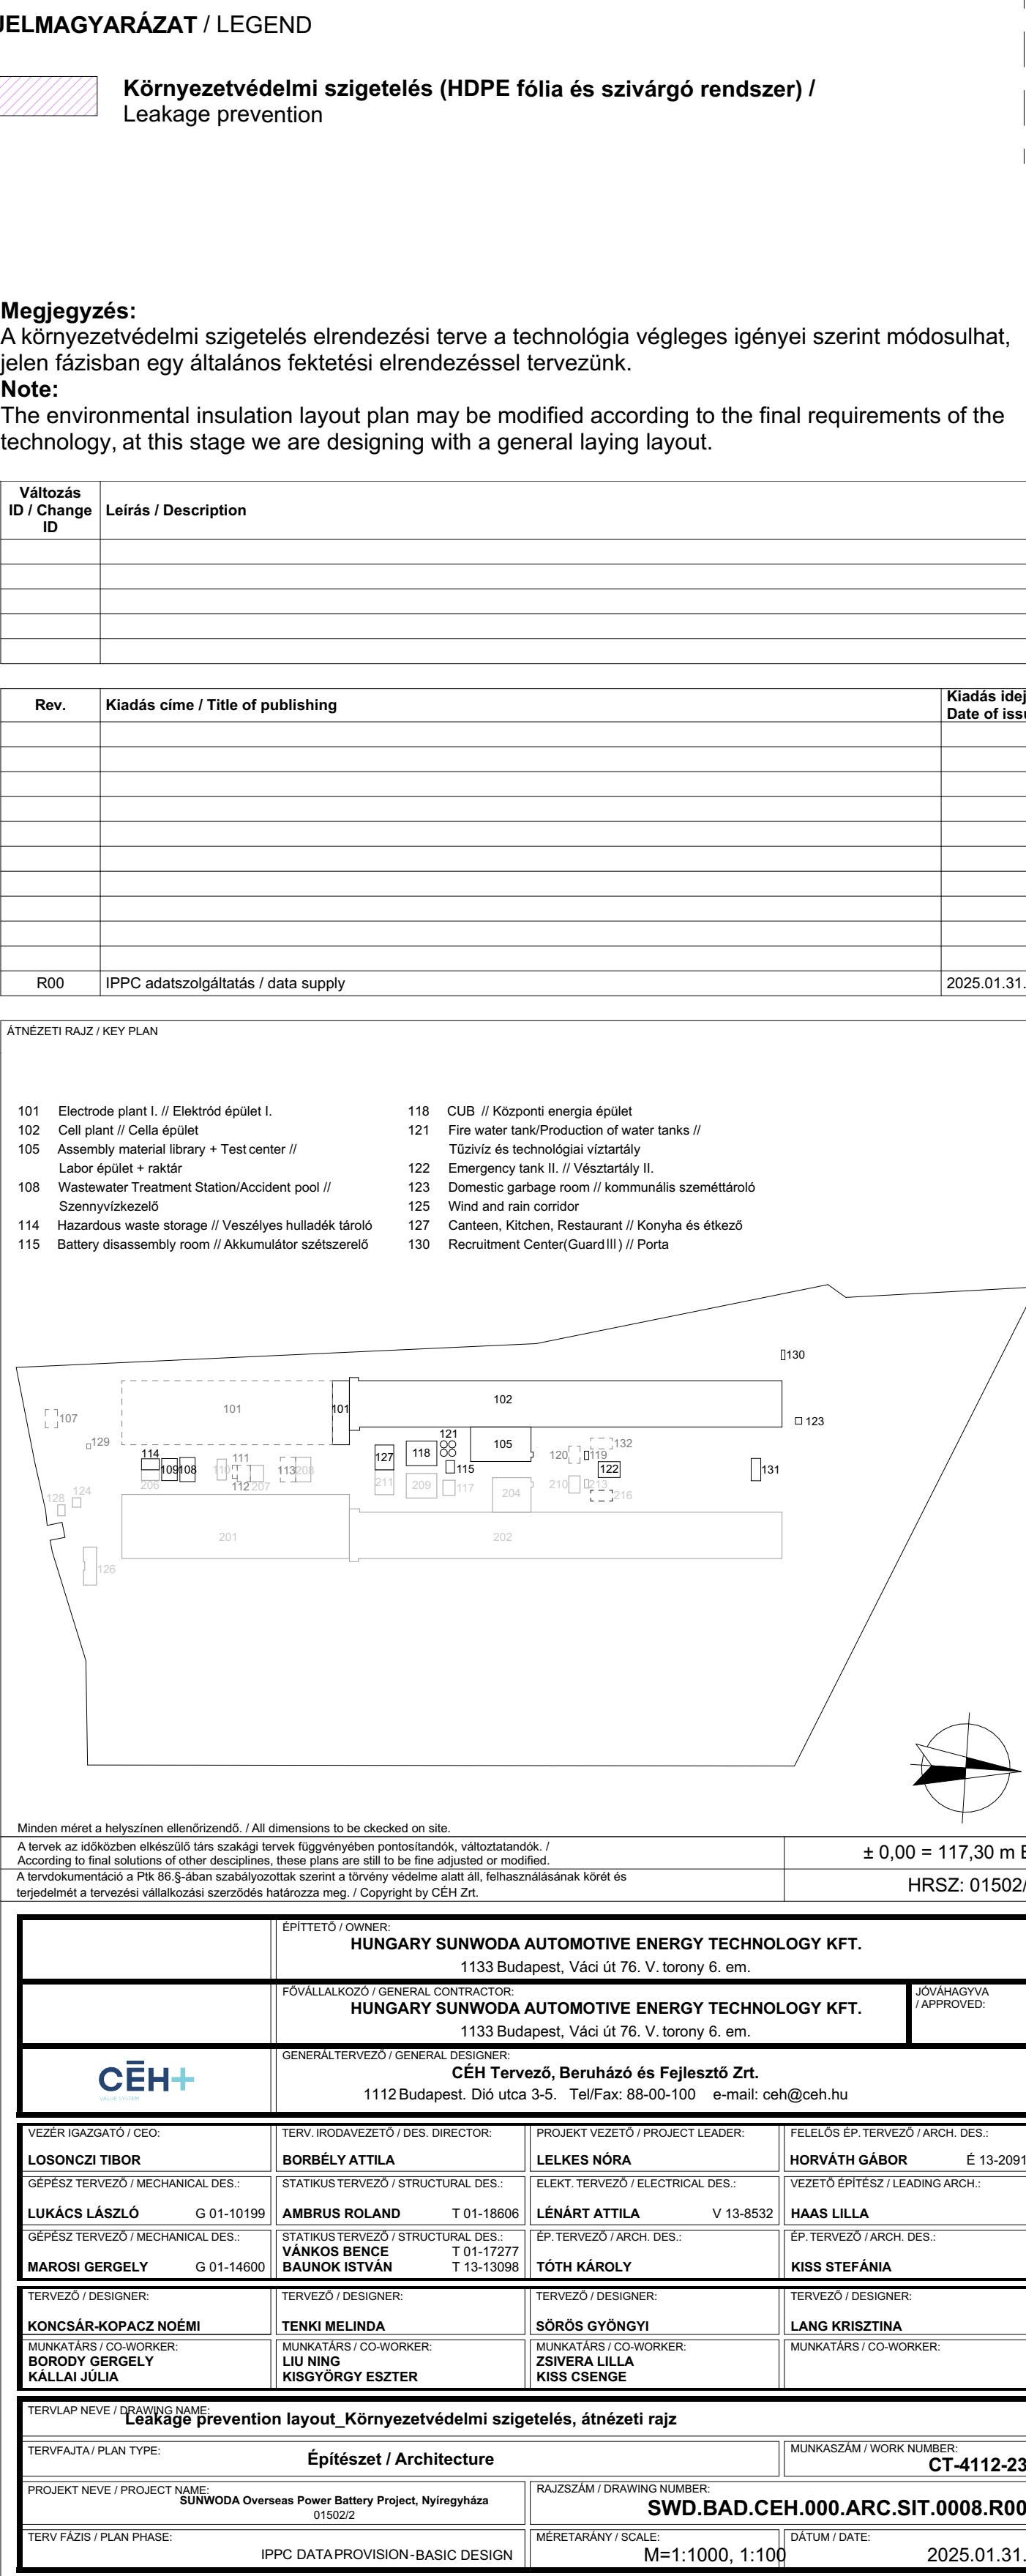 JELMAGYARÁZAT / LEGEND
Környezetvédelmi szigetelés (HDPE fólia és szivárgó rendszer) /
Leakage prevention
Megjegyzés:
A környezetvédelmi szigetelés elrendezési terve a technológia végleges igényei szerint módosulhat,
jelen fázisban egy általános fektetési elrendezéssel tervezünk.
Note:
The environmental insulation layout plan may be modified according to the final requirements of the
technology, at this stage we are designing with a general laying layout.
Változás
ID / Change
ID
Leírás / Description
Rev. Kiadás címe / Title of publishing
Kiadás idej
Date of issu
R00 IPPC adatszolgáltatás / data supply 2025.01.31.
ÁTNÉZETI RAJZ / KEY PLAN
101 Electrode plant I. // Elektród épület I.
102 Cell plant // Cella épület
105 Assembly material library + Test center //
Labor épület + raktár
108 Wastewater Treatment Station/Accident pool //
Szennyvízkezelő
114 Hazardous waste storage // Veszélyes hulladék tároló
115 Battery disassembly room // Akkumulátor szétszerelő
118 CUB // Központi energia épület
121 Fire water tank/Production of water tanks //
Tűzivíz és technológiai víztartály
122 Emergency tank II. // Vésztartály II.
123 Domestic garbage room // kommunális szeméttároló
125 Wind and rain corridor
127 Canteen, Kitchen, Restaurant // Konyha és étkező
130 Recruitment Center(Guard III) // Porta
130
102
101
101
123
107
121
132
129
114
118
105
120
119
111
127
109
108
110
113
208
115
122
131
206
112
207
211
209
117
204
210
213
216
128
124
201
202
126
Minden méret a helyszínen ellenőrizendő. / All dimensions to be ckecked on site.
A tervek az időközben elkészülő társ szakági tervek függvényében pontosítandók, változtatandók. /
According to final solutions of other desciplines, these plans are still to be fine adjusted or modified.
± 0,00 = 117,30 m B
A tervdokumentáció a Ptk 86.§-ában szabályozottak szerint a törvény védelme alatt áll, felhasználásának körét és
terjedelmét a tervezési vállalkozási szerződés határozza meg. / Copyright by CÉH Zrt.
HRSZ: 01502/
ÉPÍTTETŐ / OWNER:
HUNGARY SUNWODA AUTOMOTIVE ENERGY TECHNOLOGY KFT.
1133 Budapest, Váci út 76. V. torony 6. em.
FŐVÁLLALKOZÓ / GENERAL CONTRACTOR:
HUNGARY SUNWODA AUTOMOTIVE ENERGY TECHNOLOGY KFT.
1133 Budapest, Váci út 76. V. torony 6. em.
JÓVÁHAGYVA
/ APPROVED:
CĒH+
VALUE SYSTEM
GENERÁLTERVEZŐ / GENERAL DESIGNER:
CÉH Tervező, Beruházó és Fejlesztő Zrt.
1112 Budapest. Dió utca 3-5. Tel/Fax: 88-00-100 e-mail: ceh@ceh.hu
VEZÉR IGAZGATÓ / CEO: TERV. IRODAVEZETŐ / DES. DIRECTOR: PROJEKT VEZETŐ / PROJECT LEADER: FELELŐS ÉP. TERVEZŐ / ARCH. DES.:
LOSONCZI TIBOR BORBÉLY ATTILA LELKES NÓRA HORVÁTH GÁBOR É 13-2091
GÉPÉSZ TERVEZŐ / MECHANICAL DES.: STATIKUS TERVEZŐ / STRUCTURAL DES.: ELEKT. TERVEZŐ / ELECTRICAL DES.: VEZETŐ ÉPÍTÉSZ / LEADING ARCH.:
LUKÁCS LÁSZLÓ G 01-10199 AMBRUS ROLAND T 01-18606 LÉNÁRT ATTILA V 13-8532 HAAS LILLA
GÉPÉSZ TERVEZŐ / MECHANICAL DES.: STATIKUS TERVEZŐ / STRUCTURAL DES.: ÉP. TERVEZŐ / ARCH. DES.: ÉP. TERVEZŐ / ARCH. DES.:
VÁNKOS BENCE T 01-17277
MAROSI GERGELY G 01-14600 BAUNOK ISTVÁN T 13-13098 TÓTH KÁROLY KISS STEFÁNIA
TERVEZŐ / DESIGNER: TERVEZŐ / DESIGNER: TERVEZŐ / DESIGNER: TERVEZŐ / DESIGNER:
KONCSÁR-KOPACZ NOÉMI TENKI MELINDA SÖRÖS GYÖNGYI LANG KRISZTINA
MUNKATÁRS / CO-WORKER: MUNKATÁRS / CO-WORKER: MUNKATÁRS / CO-WORKER: MUNKATÁRS / CO-WORKER:
BORODY GERGELY LIU NING ZSIVERA LILLA
KÁLLAI JÚLIA KISGYÖRGY ESZTER KISS CSENGE
TERVLAP NEVE / DRAWING NAME:
Leakage prevention layout_Környezetvédelmi szigetelés, átnézeti rajz
TERVFAJTA / PLAN TYPE:
Építészet / Architecture
MUNKASZÁM / WORK NUMBER:
CT-4112-23
PROJEKT NEVE / PROJECT NAME:
SUNWODA Overseas Power Battery Project, Nyíregyháza
01502/2
RAJZSZÁM / DRAWING NUMBER:
SWD.BAD.CEH.000.ARC.SIT.0008.R00
TERV FÁZIS / PLAN PHASE:
IPPC DATA PROVISION-BASIC DESIGN
MÉRETARÁNY / SCALE:
M=1:1000, 1:100
DÁTUM / DATE:
2025.01.31.